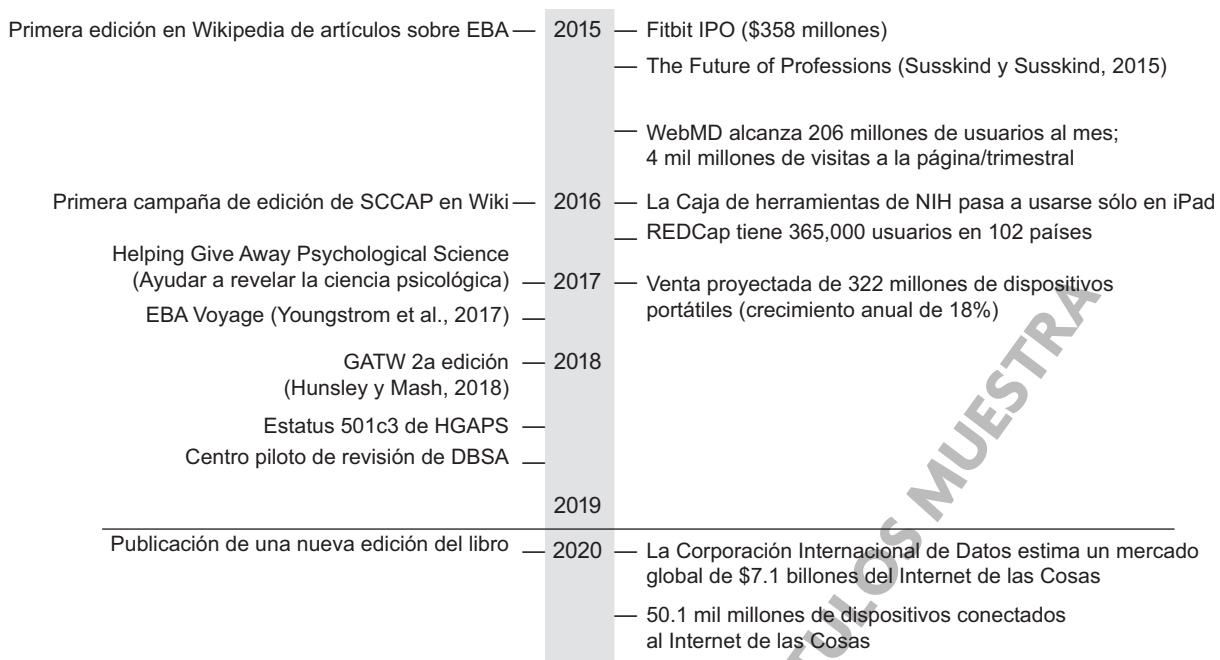 Primera edición en Wikipedia de artículos sobre EBA
2015
Fitbit IPO ($358 millones)
The Future of Professions (Susskind y Susskind, 2015)
WebMD alcanza 206 millones de usuarios al mes;
4 mil millones de visitas a la página/trimestral
Primera campaña de edición de SCCAP en Wiki
2016
La Caja de herramientas de NIH pasa a usarse sólo en iPad
REDCap tiene 365,000 usuarios en 102 países
Helping Give Away Psychological Science
(Ayudar a revelar la ciencia psicológica)
2017
Venta proyectada de 322 millones de dispositivos
portátiles (crecimiento anual de 18%)
EBA Voyage (Youngstrom et al., 2017)
GATW 2a edición
(Hunsley y Mash, 2018)
2018
Estatus 501c3 de HGAPS
Centro piloto de revisión de DBSA
2019
Publicación de una nueva edición del libro
2020
La Corporación Internacional de Datos estima un mercado
global de $7.1 billones del Internet de las Cosas
50.1 mil millones de dispositivos conectados
al Internet de las Cosas
TULOS MUESTRA